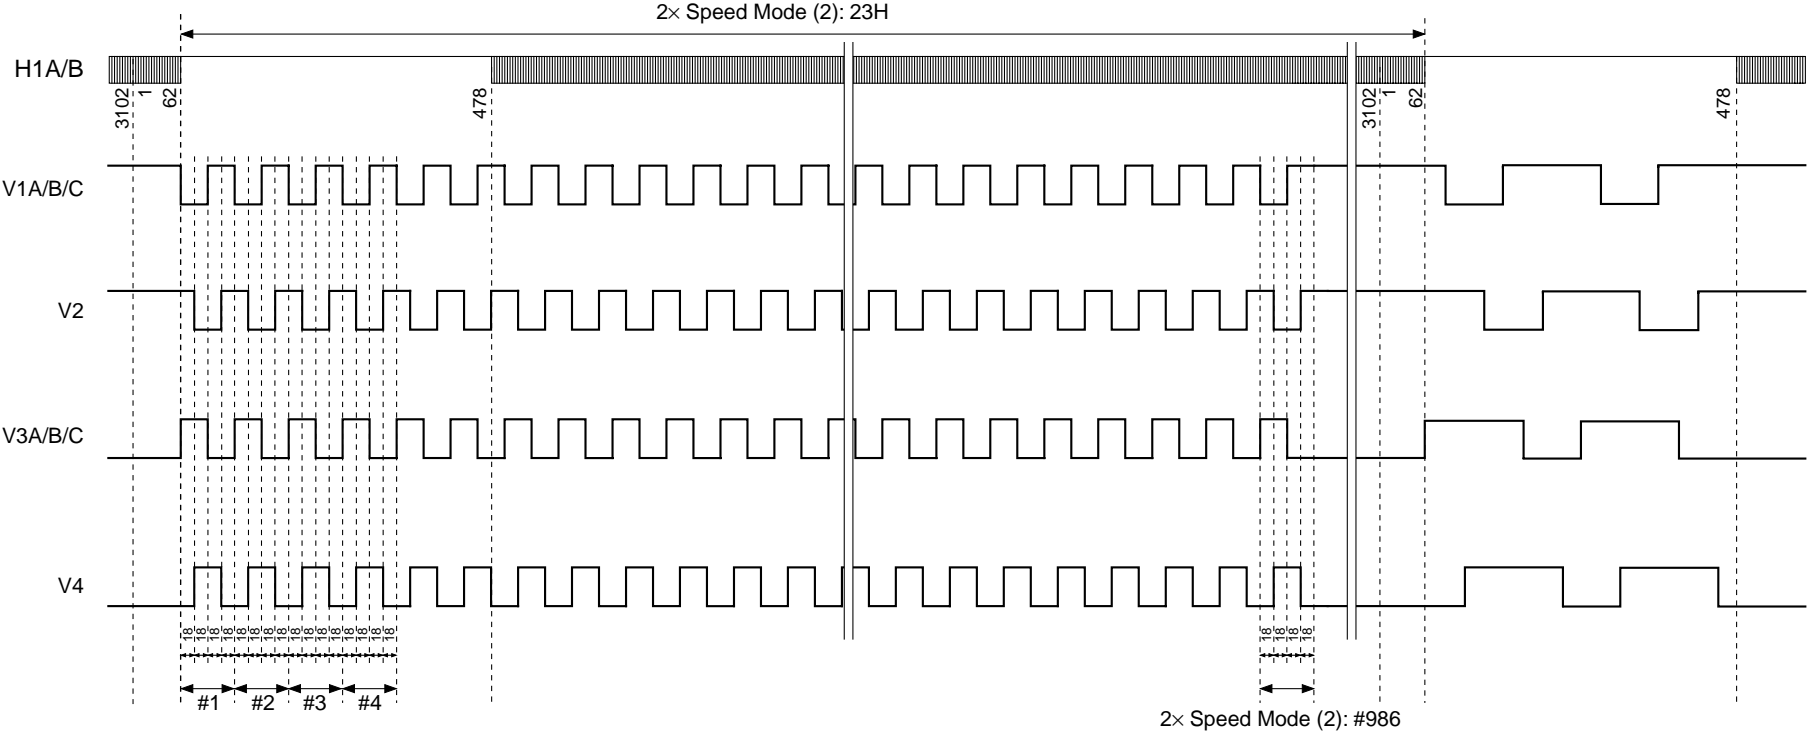 2× Speed Mode (2): 23H
H1A/B
3102
1
62
478
3102
1
62
478
V1A/B/C
V2
V3A/B/C
V4
18 18 18 18 18 18 18 18 18 18 18 18 18 18 18 18
18 18 18 18
#1 #2 #3 #4
2× Speed Mode (2): #986